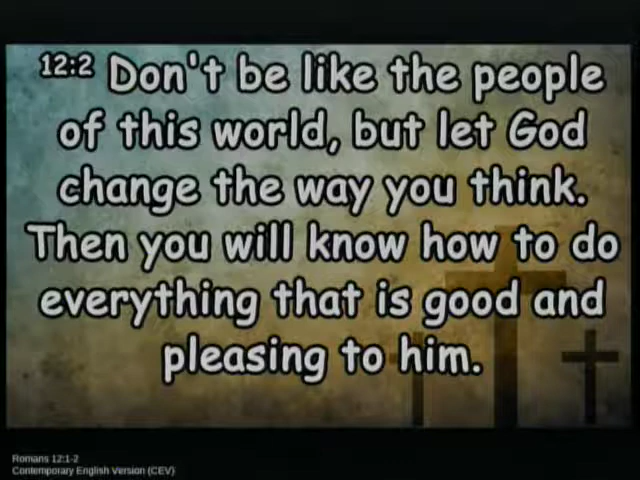 12:2 Don't be like the people
of this world, but let God
change the way you think.
Then you will know how to do
everything that is good and
pleasing to him.
Romans 12:1-2
Contemporary English Version (CEV)